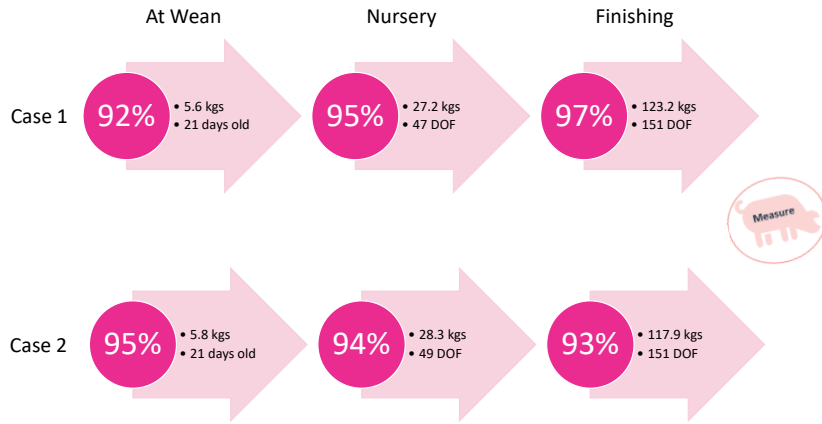 At Wean
Nursery
Finishing
Case 1
92%
• 5.6 kgs
• 21 days old
95%
• 27.2 kgs
• 47 DOF
97%
• 123.2 kgs
• 151 DOF
Measure
Case 2
95%
• 5.8 kgs
• 21 days old
94%
• 28.3 kgs
• 49 DOF
93%
• 117.9 kgs
• 151 DOF